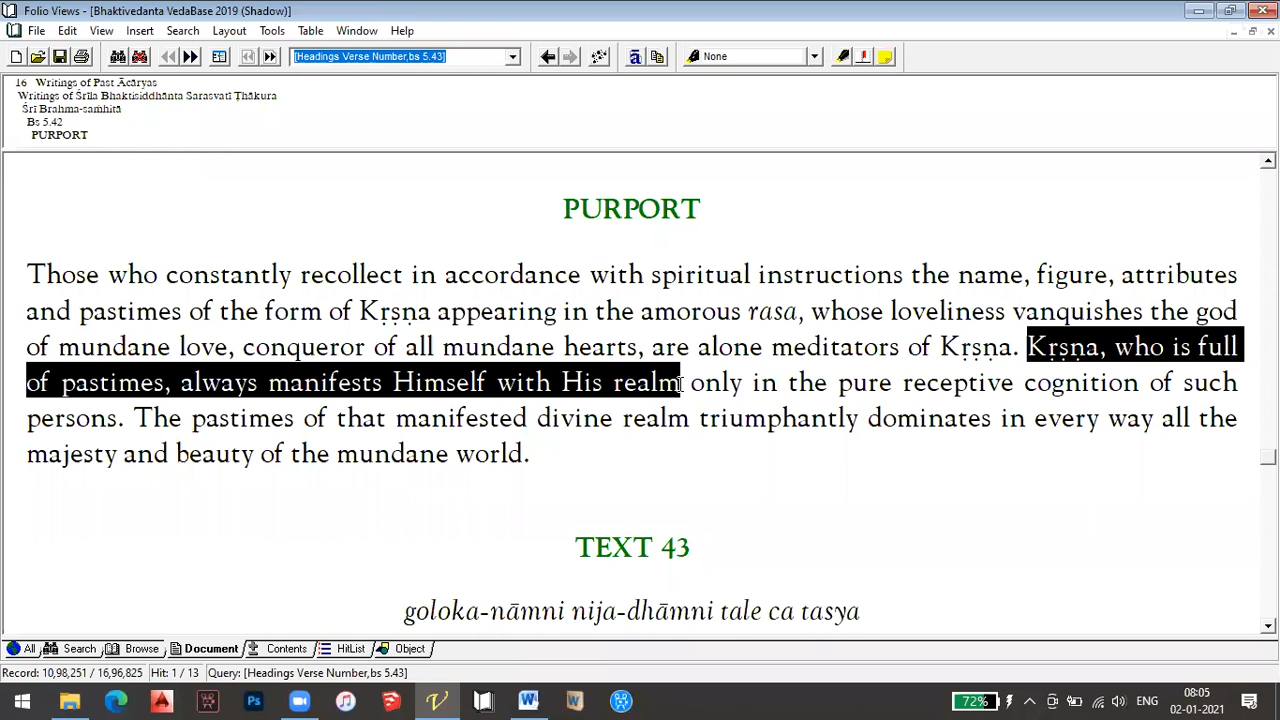 Folio Views - [Bhaktivedanta VedaBase 2019 (Shadow)]
File Edit View Insert Search Layout Tools Table Window Help
[Headings Verse Number,bs 5.43] None
16 Writings of Past Ācāryas
Writings of Śrīla Bhaktisiddhānta Sarasvatī Ṭhākura
Śrī Brahma-saṁhitā
Bs 5.42
PURPORT
PURPORT
Those who constantly recollect in accordance with spiritual instructions the name, figure, attributes
and pastimes of the form of Kṛṣṇa appearing in the amorous rasa, whose loveliness vanquishes the god
of mundane love, conqueror of all mundane hearts, are alone meditators of Kṛṣṇa. Kṛṣṇa, who is full
of pastimes, always manifests Himself with His realm only in the pure receptive cognition of such
persons. The pastimes of that manifested divine realm triumphantly dominates in every way all the
majesty and beauty of the mundane world.
TEXT 43
goloka-nāmni nija-dhāmni tale ca tasya
All Search Browse Document Contents HitList Object
Record: 10,98,251 / 16,96,825 Hit: 1 / 13 Query: [Headings Verse Number,bs 5.43]
72% ENG 08:05
02-01-2021